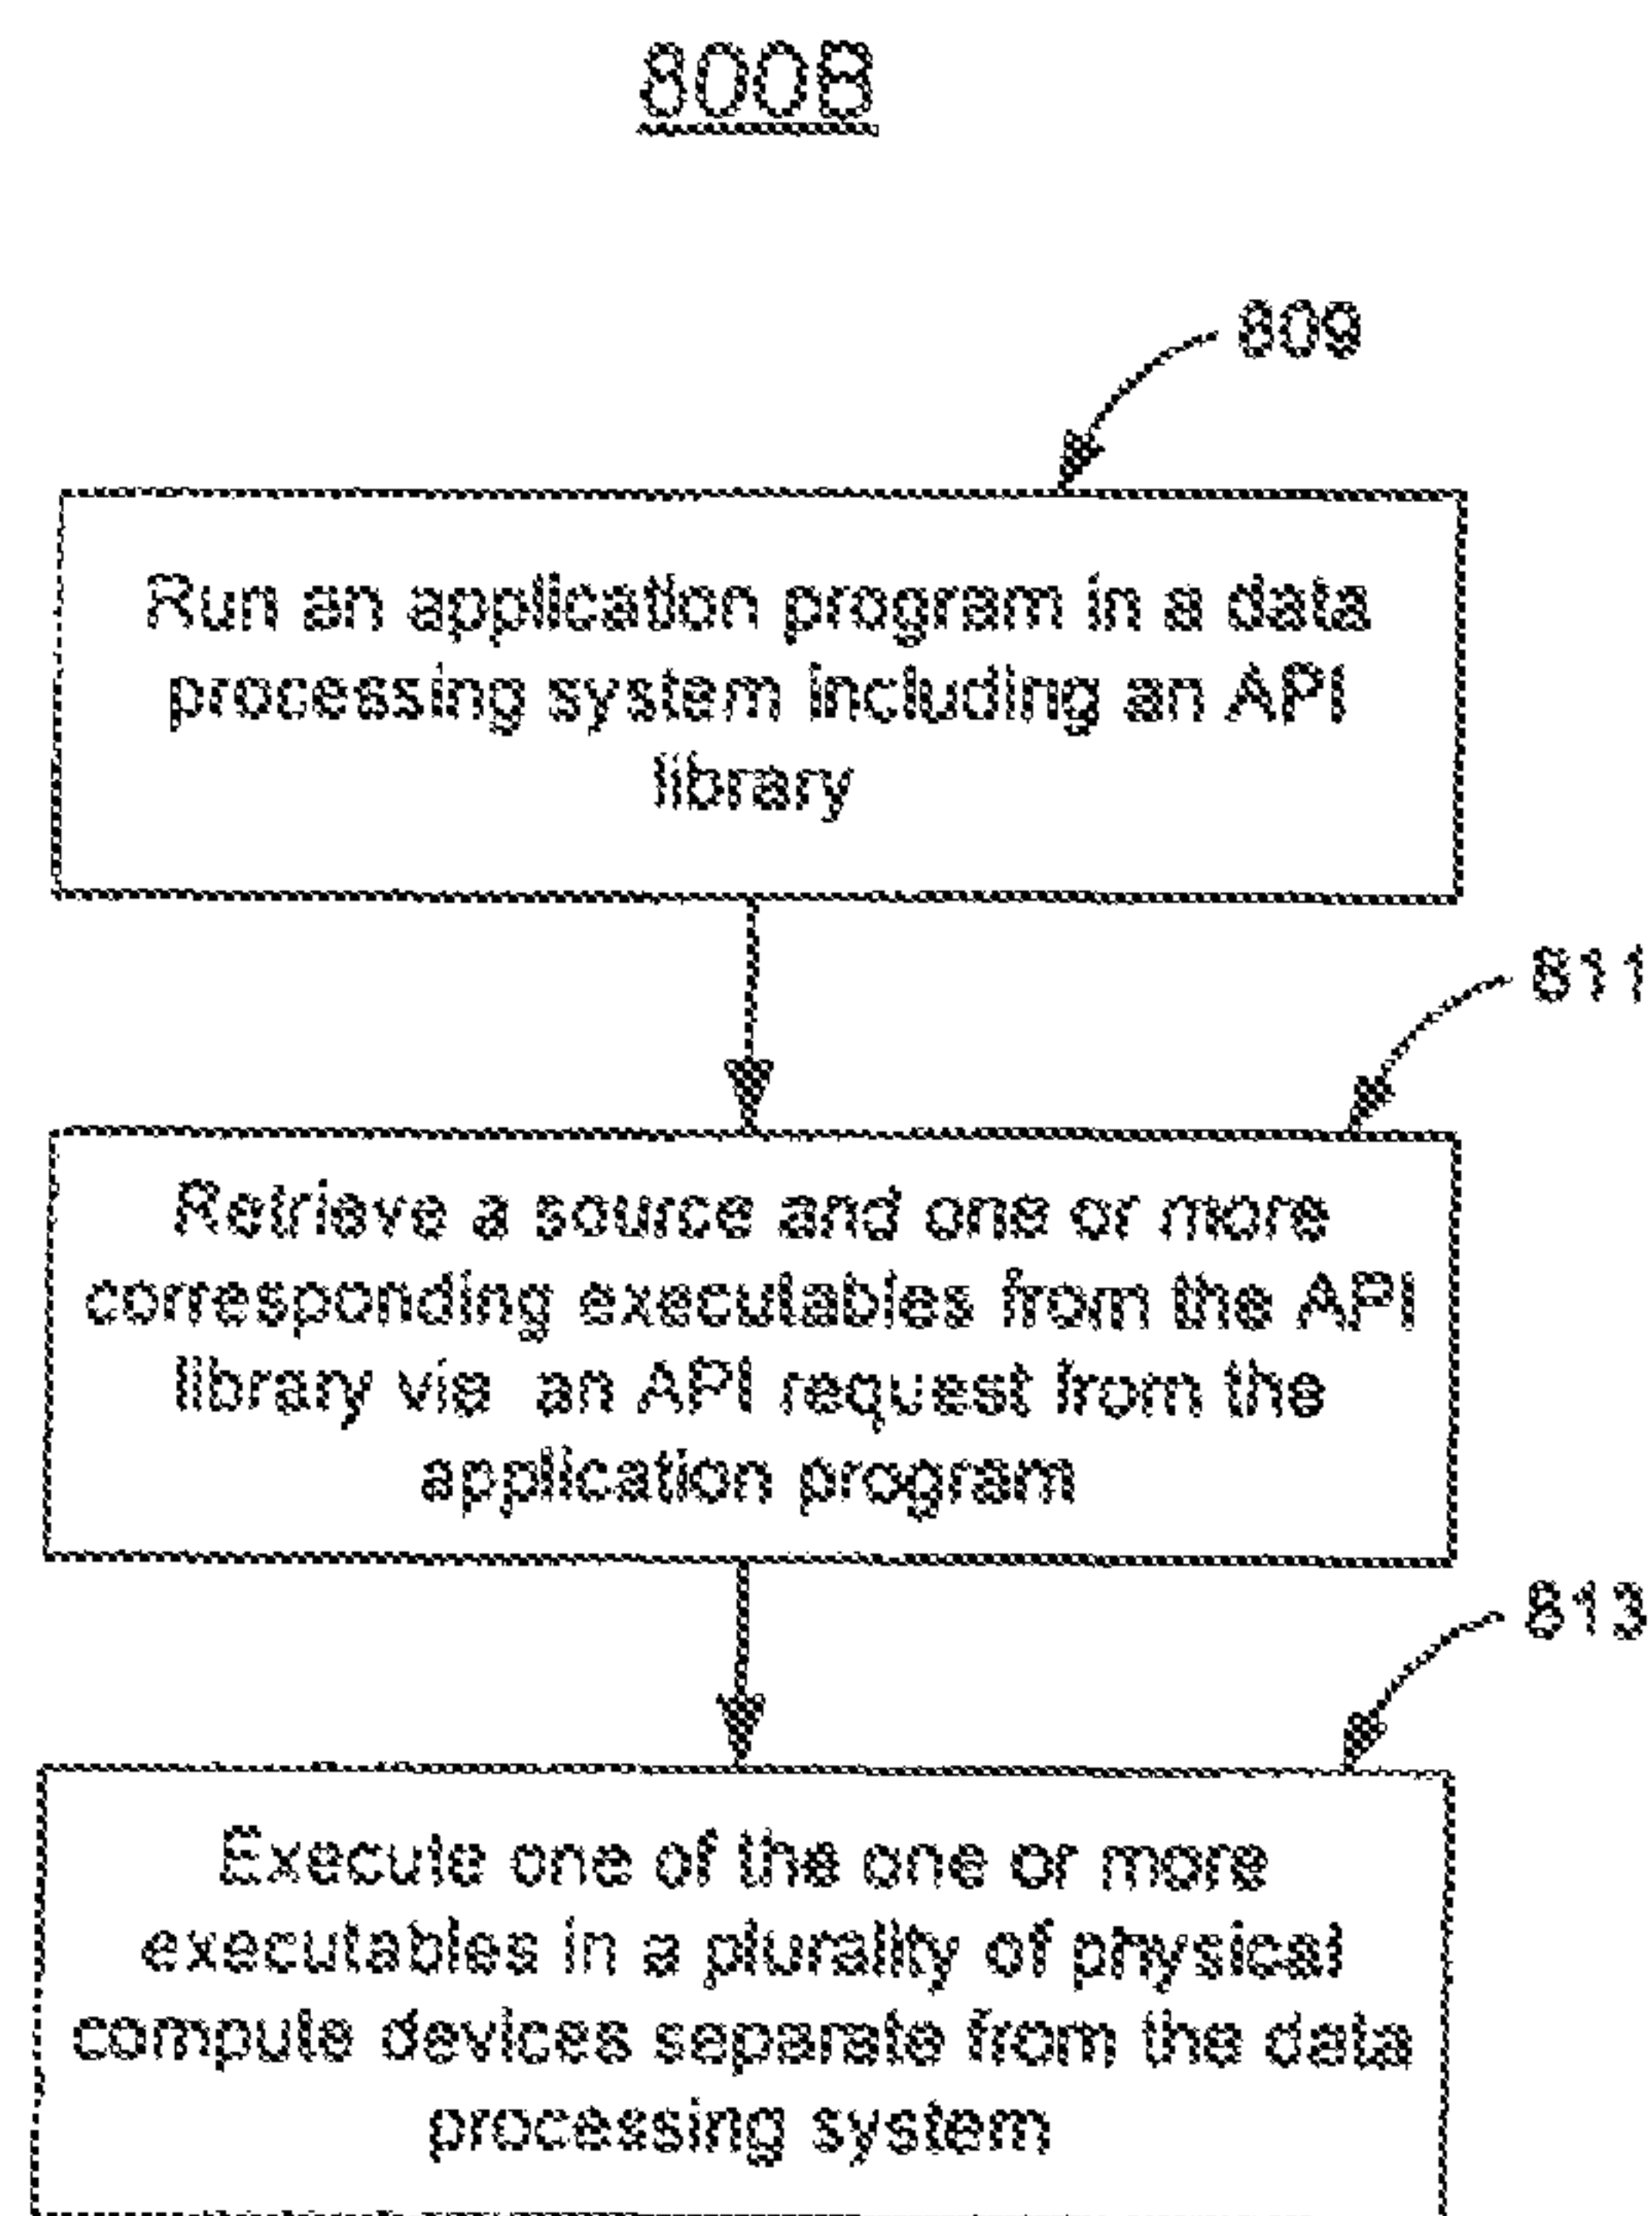 800B
809
Run an application program in a data
processing system including an API
library
811
Retrieve a source and one or more
corresponding executables from the API
library via an API request from the
application program
813
Execute one of the one or more
executables in a plurality of physical
compute devices separate from the data
processing system